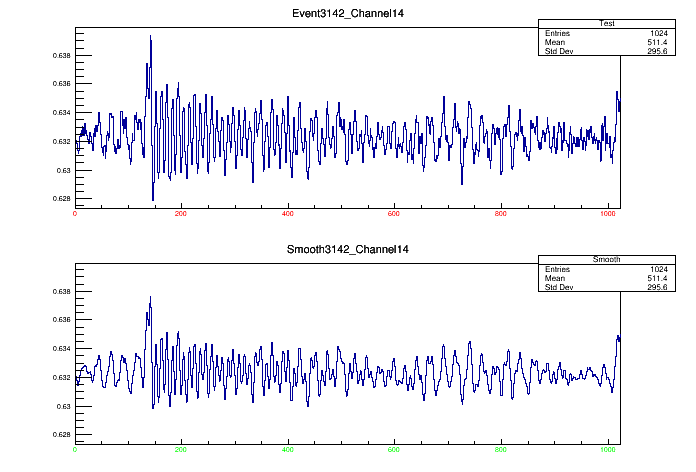 Event3142_Channel14
Test
Entries 1024
Mean 511.4
Std Dev 295.6
0.638
0.636
0.634
0.632
0.63
0.628
0 200 400 600 800 1000
Smooth3142_Channel14
Smooth
Entries 1024
Mean 511.4
Std Dev 295.6
0.638
0.636
0.634
0.632
0.63
0.628
0 200 400 600 800 1000